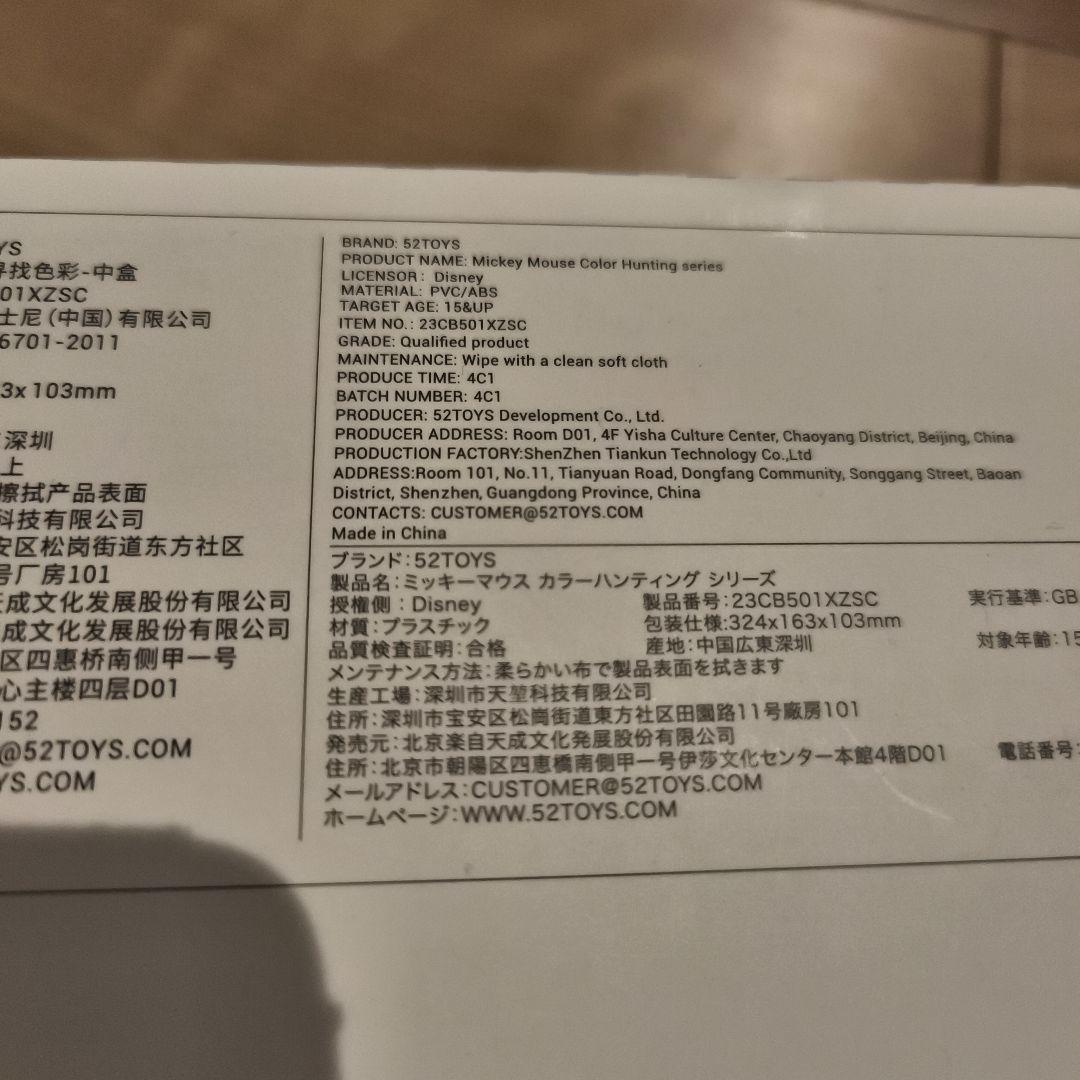 YS
寻找色彩-中盒
01XZSC
士尼(中国)有限公司
6701-2011
3x103mm
深圳
上
擦拭产品表面
科技有限公司
安区松岗街道东方社区
号厂房101
天成文化发展股份有限公司
成文化发展股份有限公司
区四惠桥南侧甲一号
心主楼四层D01
152
@52TOYS.COM
YS.COM
BRAND: 52TOYS
PRODUCT NAME: Mickey Mouse Color Hunting series
LICENSOR : Disney
MATERIAL: PVC/ABS
TARGET AGE: 15&UP
ITEM NO.: 23CB501XZSC
GRADE: Qualified product
MAINTENANCE: Wipe with a clean soft cloth
PRODUCE TIME: 4C1
BATCH NUMBER: 4C1
PRODUCER: 52TOYS Development Co., Ltd.
PRODUCER ADDRESS: Room D01, 4F Yisha Culture Center, Chaoyang District, Beijing, China
PRODUCTION FACTORY:ShenZhen Tiankun Technology Co.,Ltd
ADDRESS:Room 101, No.11, Tianyuan Road, Dongfang Community, Songgang Street, Baoan
District, Shenzhen, Guangdong Province, China
CONTACTS: CUSTOMER@52TOYS.COM
Made in China
ブランド:52TOYS
製品名:ミッキーマウス カラーハンティング シリーズ
授権側 : Disney 製品番号:23CB501XZSC 実行基準:GB
材質:プラスチック 包装仕様:324x163x103mm
品質検査証明:合格 産地:中国広東深圳 対象年齢:15
メンテナンス方法:柔らかい布で製品表面を拭きます
生産工場:深圳市天堃科技有限公司
住所:深圳市宝安区松崗街道東方社区田園路11号廠房101
発売元:北京楽自天成文化発展股份有限公司
住所:北京市朝陽区四恵橋南側甲一号伊莎文化センター本館4階D01 電話番号:
メールアドレス:CUSTOMER@52TOYS.COM
ホームページ:WWW.52TOYS.COM